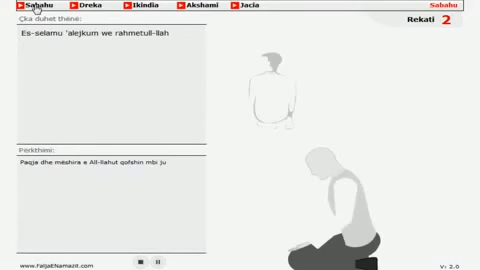 Sabahu Dreka Ikindia Akshami Jacia Sabahu
Çka duhet thënë:
Rekati 2
Es-selamu 'alejkum we rahmetull-llah
Përkthimi:
Paqja dhe mëshira e All-llahut qofshin mbi ju
www.FaljaENamazit.com
V: 2.0